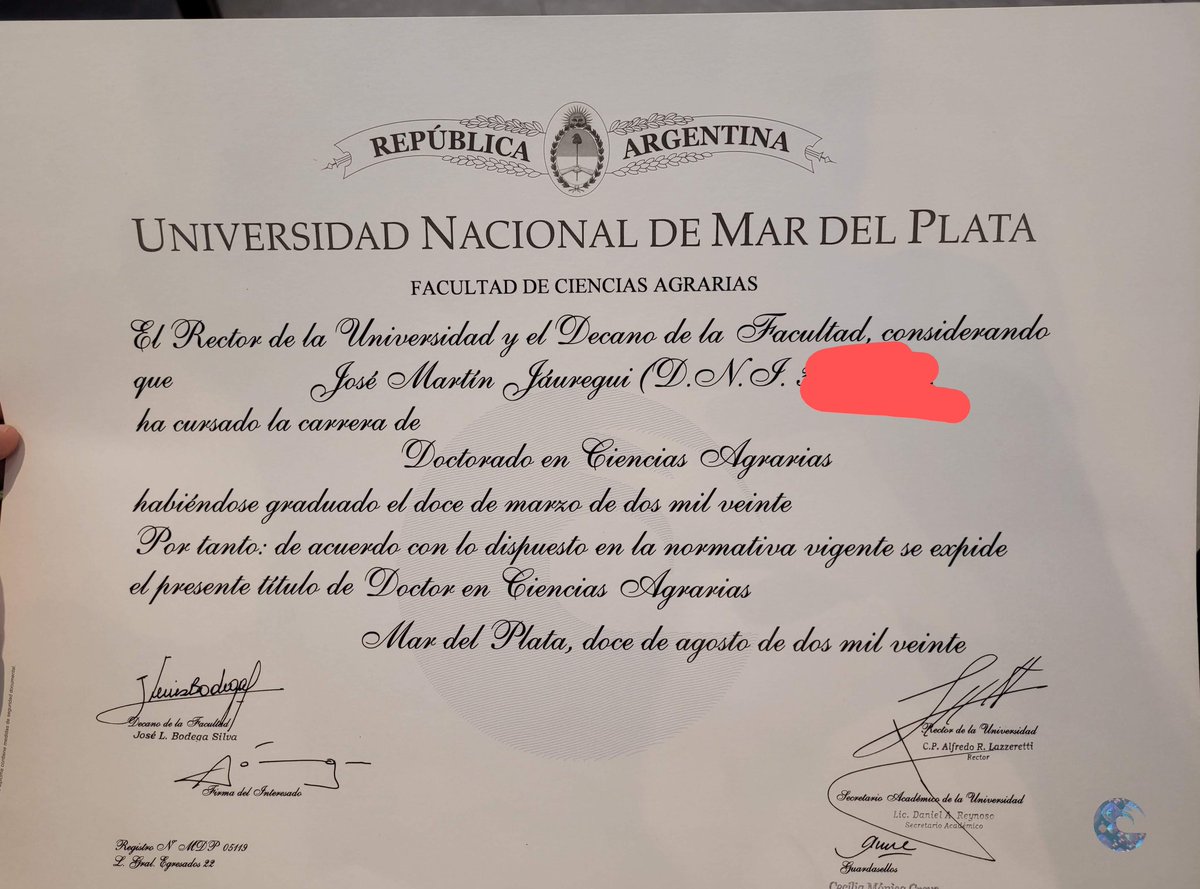 REPÚBLICA ARGENTINA
UNIVERSIDAD NACIONAL DE MAR DEL PLATA
FACULTAD DE CIENCIAS AGRARIAS
El Rector de la Universidad y el Decano de la Facultad, considerando
que José Martín Jáuregui (D.N.I.
ha cursado la carrera de
Doctorado en Ciencias Agrarias
habiéndose graduado el doce de marzo de dos mil veinte
Por tanto: de acuerdo con lo dispuesto en la normativa vigente se expide
el presente título de Doctor en Ciencias Agrarias
Mar del Plata, doce de agosto de dos mil veinte
Decano de la Facultad
José L. Bodega Silva
Firma del Interesado
Registro Nº MDP 05119
L. Gral. Egresados 22
Rector de la Universidad
C.P. Alfredo R. Lazzeretti
Rector
Secretario Académico de la Universidad
Lic. Daniel A. Reynoso
Secretario Académico
Guardasellos
Cecilia Mónica